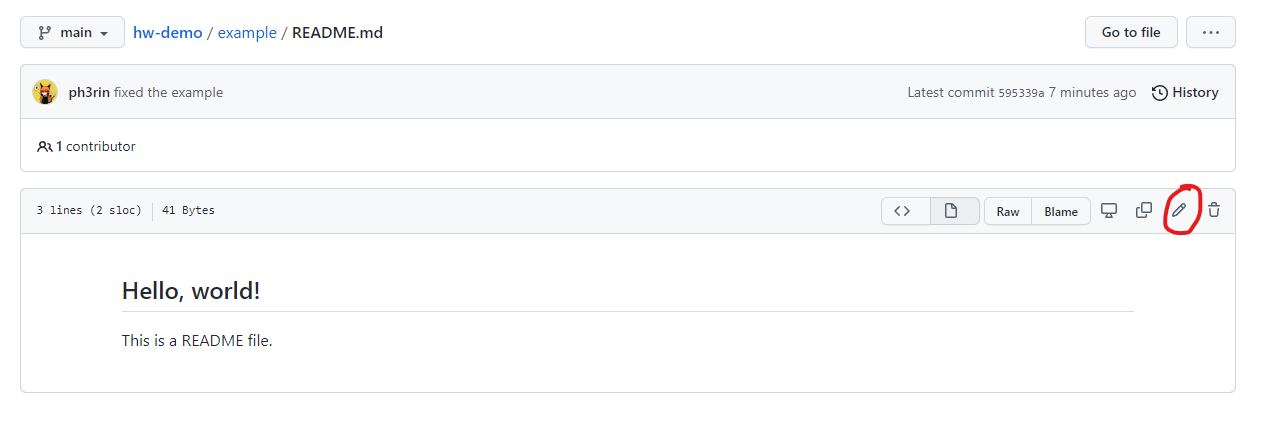 main hw-demo / example / README.md Go to file ...
ph3rin fixed the example Latest commit 595339a 7 minutes ago History
1 contributor
3 lines (2 sloc) 41 Bytes <> Raw Blame
Hello, world!
This is a README file.